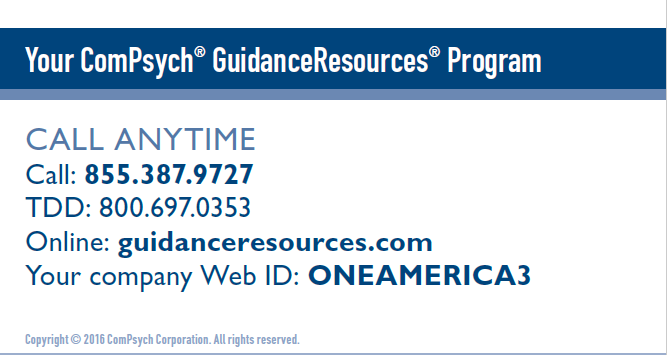 Your ComPsych® GuidanceResources® Program
CALL ANYTIME
Call: 855.387.9727
TDD: 800.697.0353
Online: guidanceresources.com
Your company Web ID: ONEAMERICA3
Copyright © 2016 ComPsych Corporation. All rights reserved.